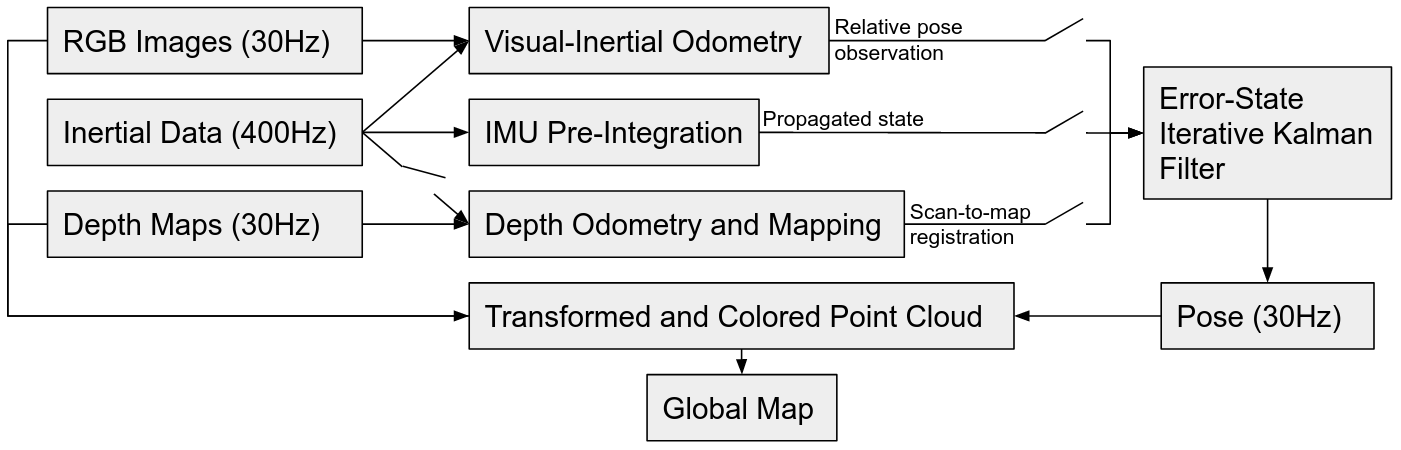 RGB Images (30Hz)
Visual-Inertial Odometry
Relative pose
observation
Inertial Data (400Hz)
IMU Pre-Integration
Propagated state
Error-State
Iterative Kalman
Filter
Depth Maps (30Hz)
Depth Odometry and Mapping
Scan-to-map
registration
Transformed and Colored Point Cloud
Pose (30Hz)
Global Map